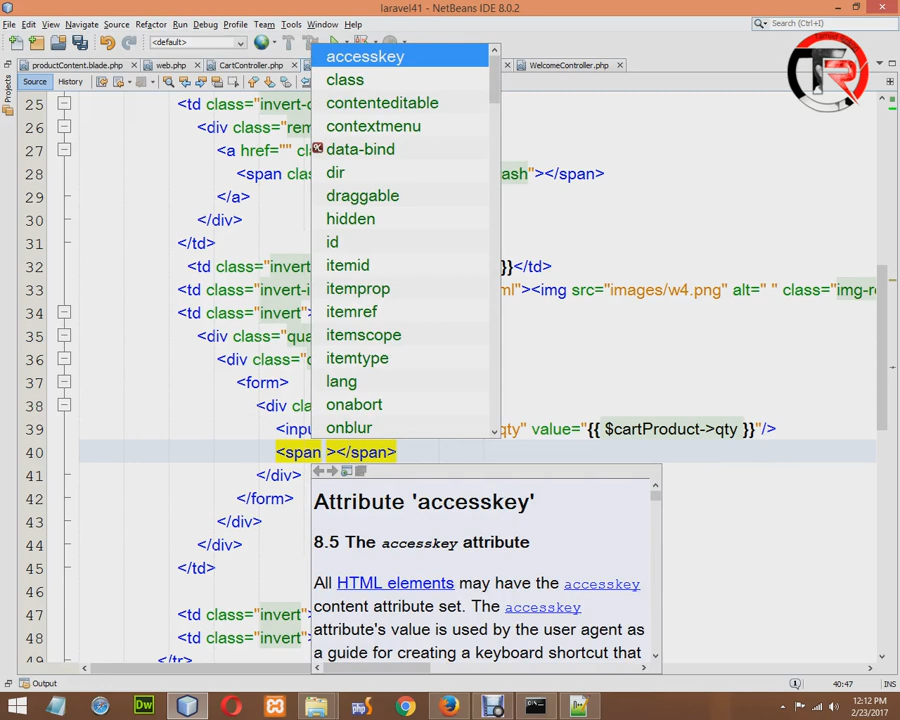 laravel41 - NetBeans IDE 8.0.2
File Edit View Navigate Source Refactor Run Debug Profile Team Tools Window Help
Search (Ctrl+I)
<default>
productContent.blade.php web.php CartController.php WelcomeController.php
Source History
Projects
25 <td class="invert-c
26 <div class="rem
27 <a href="" cl
28 <span clas ash"></span>
29 </a>
30 </div>
31 </td>
32 <td class="invert }}</td>
33 <td class="invert-i ml"><img src="images/w4.png" alt=" " class="img-re
34 <td class="invert">
35 <div class="qua
36 <div class="q
37 <form>
38 <div cla
39 <inpu qty" value="{{ $cartProduct->qty }}"/>
40 <span ></span>
41 </div>
42 </form>
43 </div>
44 </div>
45 </td>
46
47 <td class="invert">
48 <td class="invert">
49 </tr>
accesskey
class
contenteditable
contextmenu
data-bind
dir
draggable
hidden
id
itemid
itemprop
itemref
itemscope
itemtype
lang
onabort
onblur
Attribute 'accesskey'
8.5 The accesskey attribute
All HTML elements may have the accesskey
content attribute set. The accesskey
attribute's value is used by the user agent as
a guide for creating a keyboard shortcut that
Output
40:47 INS
Dw
php
12:12 PM
2/23/2017